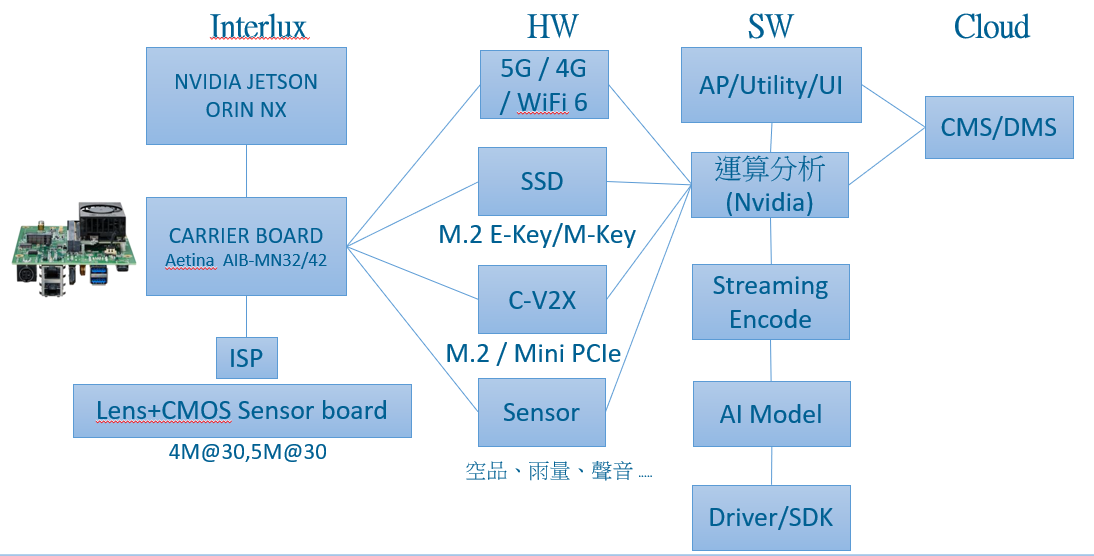 Interlux
HW
SW
Cloud
NVIDIA JETSON
ORIN NX
CARRIER BOARD
Aetina AIB-MN32/42
ISP
Lens+CMOS Sensor board
4M@30,5M@30
5G / 4G
/ WiFi 6
SSD
M.2 E-Key/M-Key
C-V2X
M.2 / Mini PCIe
Sensor
空品、雨量、聲音 .....
AP/Utility/UI
運算分析
(Nvidia)
Streaming
Encode
AI Model
Driver/SDK
CMS/DMS